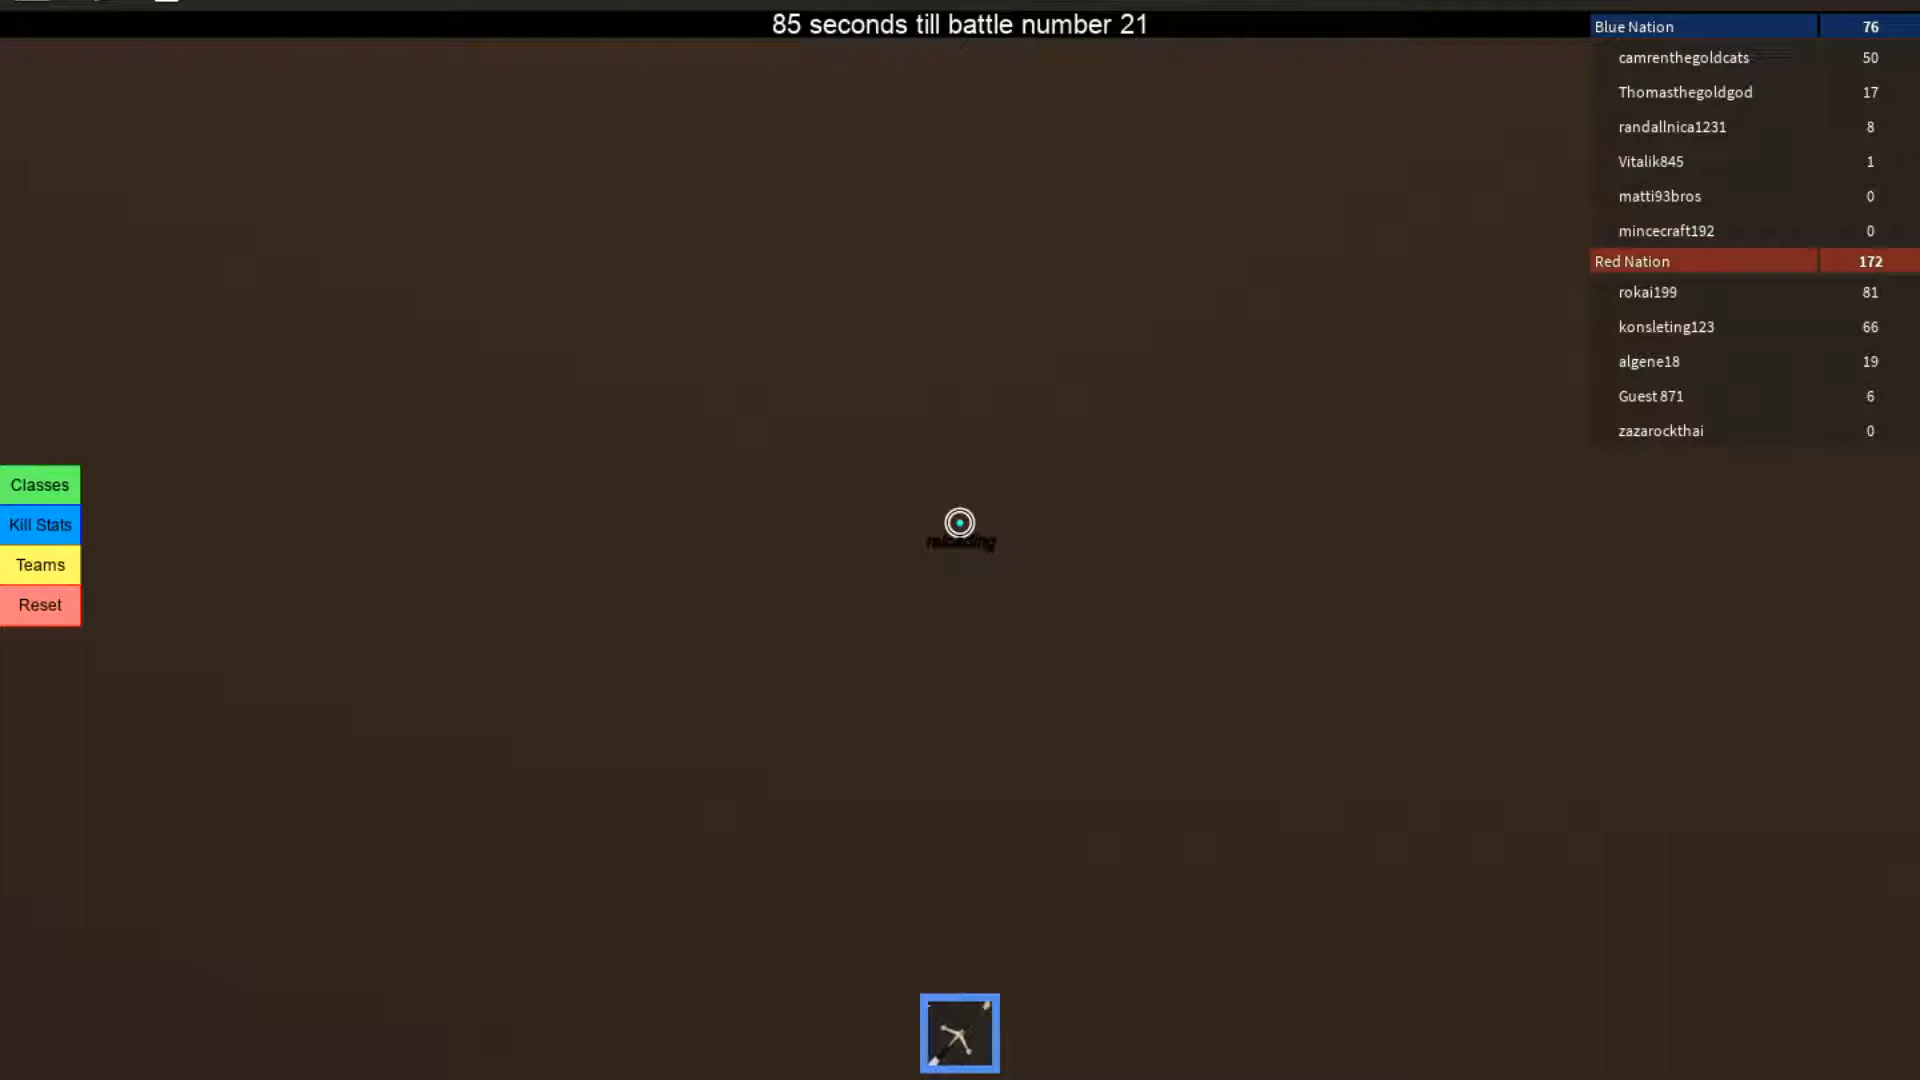 85 seconds till battle number 21
Blue Nation 76
camrenthegoldcats 50
Thomasthegoldgod 17
randallnica1231 8
Vitalik845 1
matti93bros 0
mincecraft192 0
Red Nation 172
rokai199 81
konsleting123 66
algene18 19
Guest 871 6
zazarockthai 0
Classes
Kill Stats
Teams
Reset
reloading